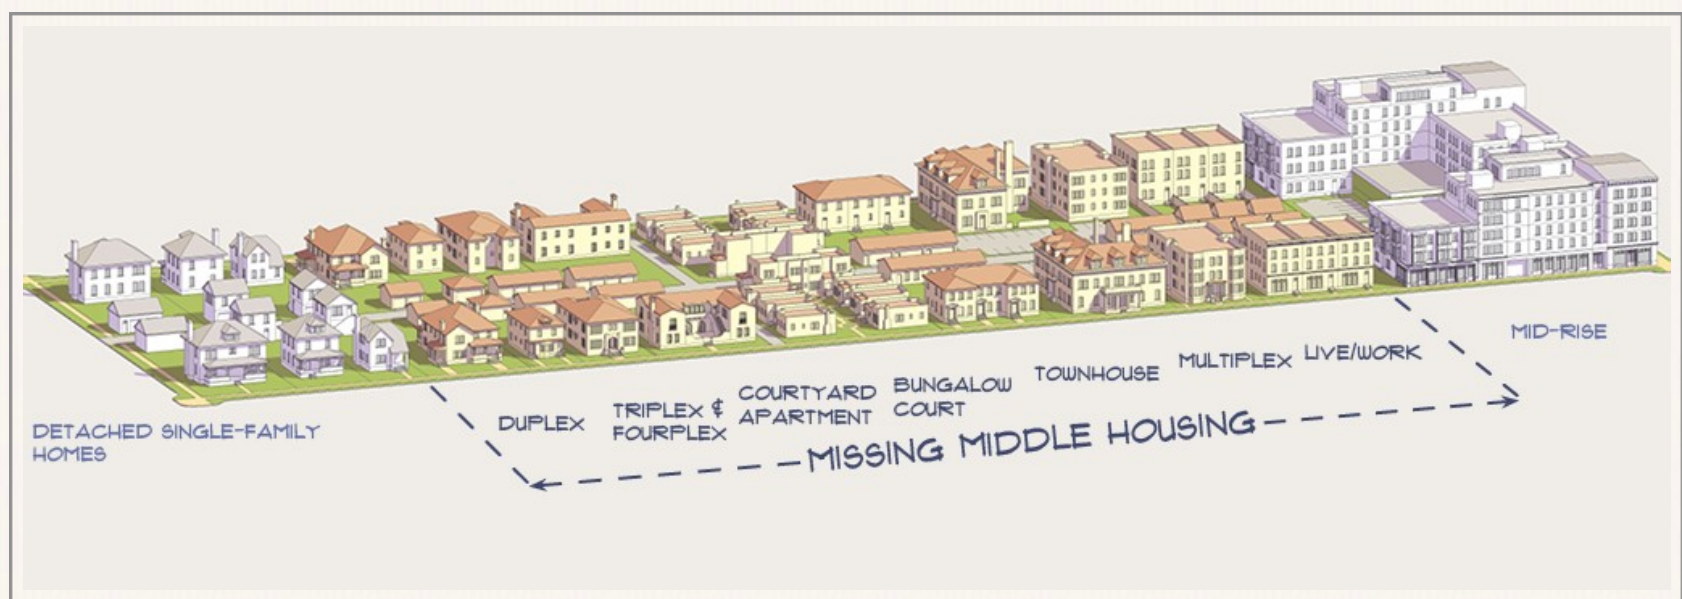 DETACHED SINGLE-FAMILY
HOMES
DUPLEX
TRIPLEX &
FOURPLEX
COURTYARD
APARTMENT
BUNGALOW
COURT
TOWNHOUSE
MULTIPLEX
LIVE/WORK
MISSING MIDDLE HOUSING
MID-RISE